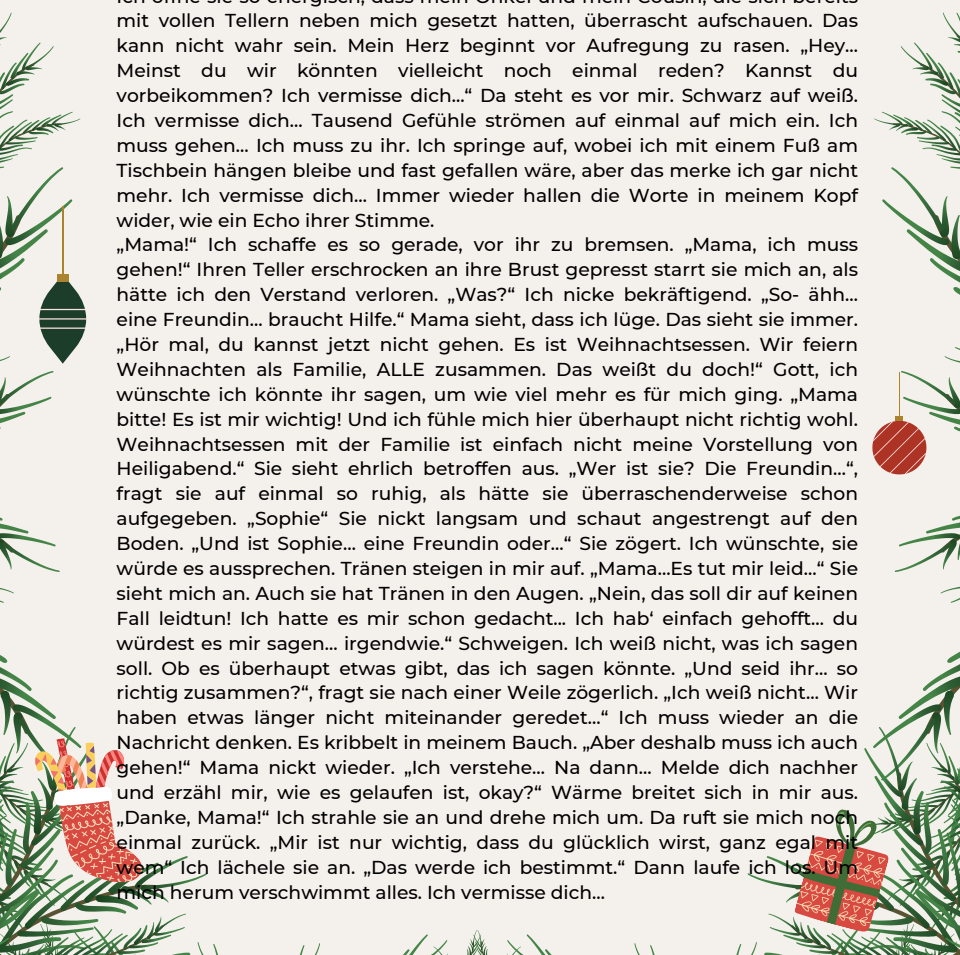 Ich öffne sie so energisch, dass mein Onkel und mein Cousin, die sich bereits
mit vollen Tellern neben mich gesetzt hatten, überrascht aufschauen. Das
kann nicht wahr sein. Mein Herz beginnt vor Aufregung zu rasen. „Hey...
Meinst du wir könnten vielleicht noch einmal reden? Kannst du
vorbeikommen? Ich vermisse dich...“ Da steht es vor mir. Schwarz auf weiß.
Ich vermisse dich... Tausend Gefühle strömen auf einmal auf mich ein. Ich
muss gehen... Ich muss zu ihr. Ich springe auf, wobei ich mit einem Fuß am
Tischbein hängen bleibe und fast gefallen wäre, aber das merke ich gar nicht
mehr. Ich vermisse dich... Immer wieder hallen die Worte in meinem Kopf
wider, wie ein Echo ihrer Stimme.
„Mama!“ Ich schaffe es so gerade, vor ihr zu bremsen. „Mama, ich muss
gehen!“ Ihren Teller erschrocken an ihre Brust gepresst starrt sie mich an, als
hätte ich den Verstand verloren. „Was?“ Ich nicke bekräftigend. „So- ähh...
eine Freundin... braucht Hilfe.“ Mama sieht, dass ich lüge. Das sieht sie immer.
„Hör mal, du kannst jetzt nicht gehen. Es ist Weihnachtsessen. Wir feiern
Weihnachten als Familie, ALLE zusammen. Das weißt du doch!“ Gott, ich
wünschte ich könnte ihr sagen, um wie viel mehr es für mich ging. „Mama
bitte! Es ist mir wichtig! Und ich fühle mich hier überhaupt nicht richtig wohl.
Weihnachtsessen mit der Familie ist einfach nicht meine Vorstellung von
Heiligabend.“ Sie sieht ehrlich betroffen aus. „Wer ist sie? Die Freundin...“,
fragt sie auf einmal so ruhig, als hätte sie überraschenderweise schon
aufgegeben. „Sophie“ Sie nickt langsam und schaut angestrengt auf den
Boden. „Und ist Sophie... eine Freundin oder...“ Sie zögert. Ich wünschte, sie
würde es aussprechen. Tränen steigen in mir auf. „Mama...Es tut mir leid...“ Sie
sieht mich an. Auch sie hat Tränen in den Augen. „Nein, das soll dir auf keinen
Fall leidtun! Ich hatte es mir schon gedacht... Ich hab‘ einfach gehofft... du
würdest es mir sagen... irgendwie.“ Schweigen. Ich weiß nicht, was ich sagen
soll. Ob es überhaupt etwas gibt, das ich sagen könnte. „Und seid ihr... so
richtig zusammen?“, fragt sie nach einer Weile zögerlich. „Ich weiß nicht... Wir
haben etwas länger nicht miteinander geredet...“ Ich muss wieder an die
Nachricht denken. Es kribbelt in meinem Bauch. „Aber deshalb muss ich auch
gehen!“ Mama nickt wieder. „Ich verstehe... Na dann... Melde dich nachher
und erzähl mir, wie es gelaufen ist, okay?“ Wärme breitet sich in mir aus.
„Danke, Mama!“ Ich strahle sie an und drehe mich um. Da ruft sie mich noch
einmal zurück. „Mir ist nur wichtig, dass du glücklich wirst, ganz egal mit
wem“ Ich lächele sie an. „Das werde ich bestimmt.“ Dann laufe ich los. Um
mich herum verschwimmt alles. Ich vermisse dich...